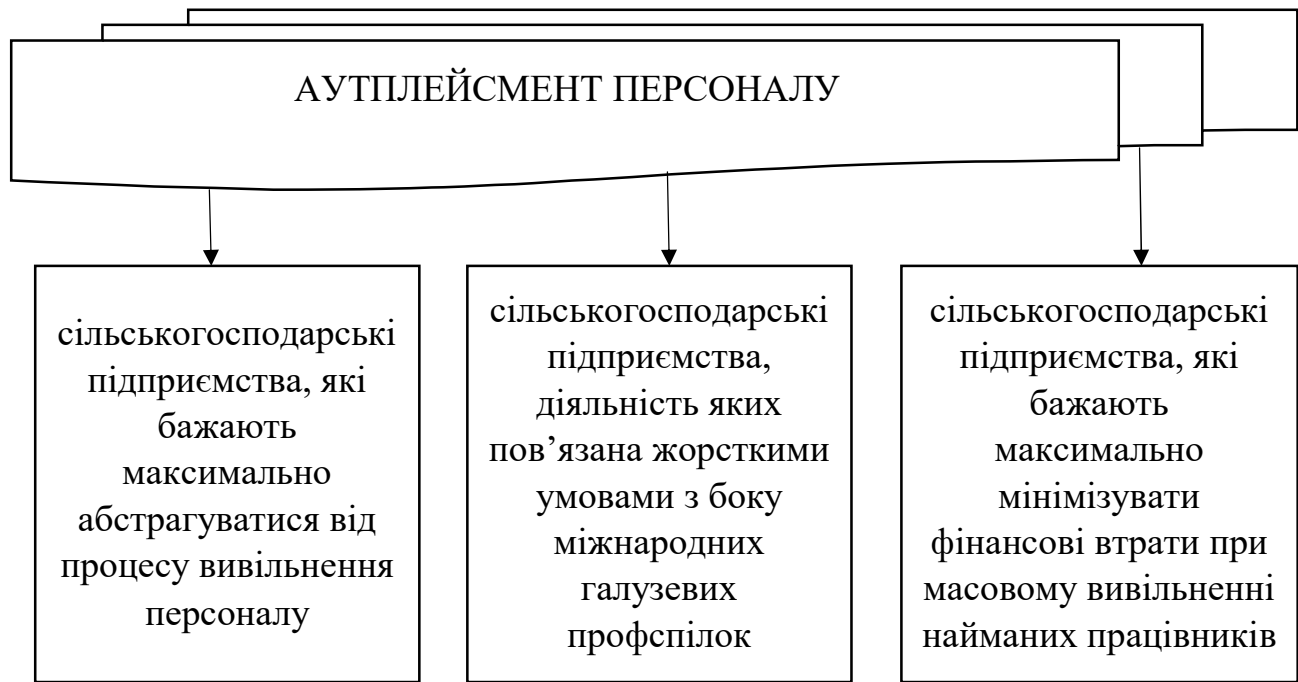 АУТПЛЕЙСМЕНТ ПЕРСОНАЛУ
сільськогосподарські
підприємства, які
бажають
максимально
абстрагуватися від
процесу вивільнення
персоналу
сільськогосподарські
підприємства,
діяльність яких
пов’язана жорсткими
умовами з боку
міжнародних
галузевих
профспілок
сільськогосподарські
підприємства, які
бажають
максимально
мінімізувати
фінансові втрати при
масовому вивільненні
найманих працівників